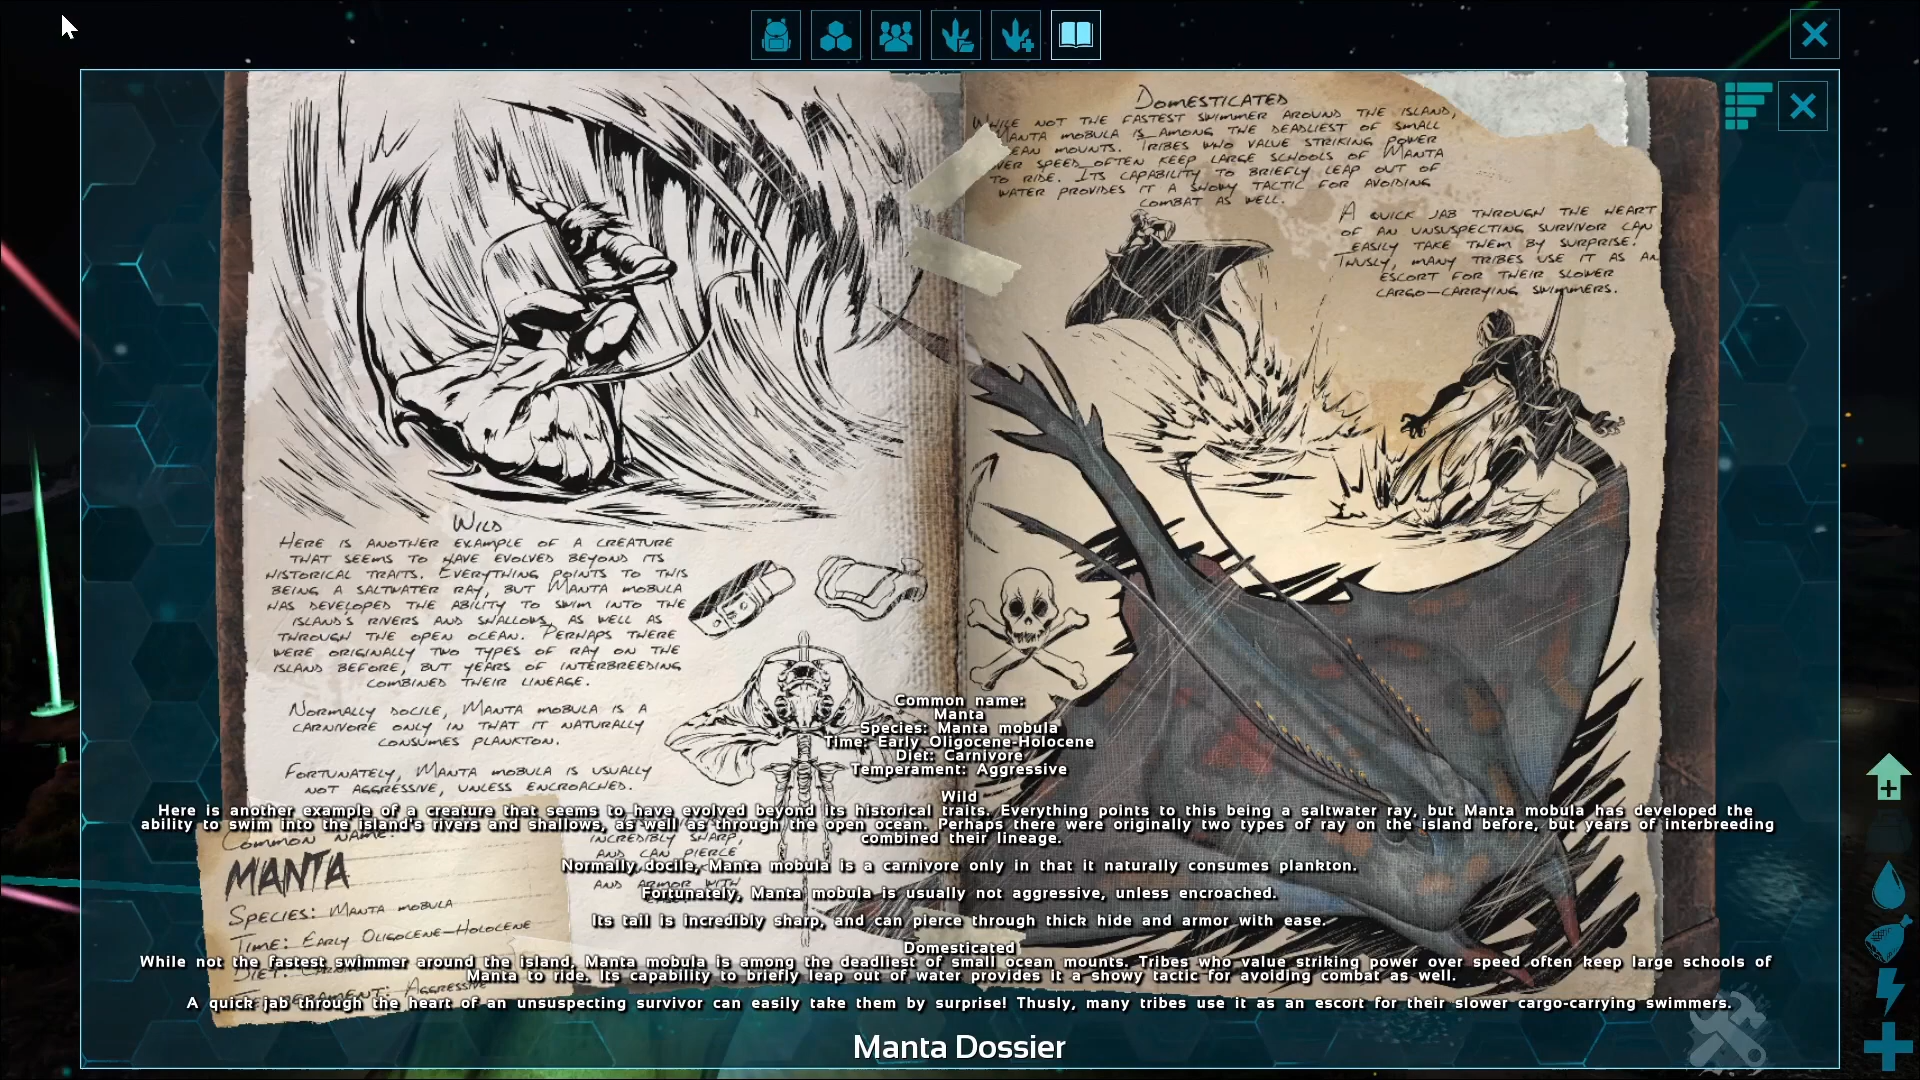 Domesticated
While not the fastest swimmer around the island,
Manta mobula is among the deadliest of small
ocean mounts. Tribes who value striking power
over speed often keep large schools of Manta
to ride. Its capability to briefly leap out of
water provides it a showy tactic for avoiding
combat as well.
A quick jab through the heart
of an unsuspecting survivor can
easily take them by surprise!
Thusly, many tribes use it as an
escort for their slower
cargo-carrying swimmers.
Wild
Here is another example of a creature
that seems to have evolved beyond its
historical traits. Everything points to this
being a saltwater ray, but Manta mobula
has developed the ability to swim into the
island's rivers and shallows, as well as
through the open ocean. Perhaps there
were originally two types of ray on the
island before, but years of interbreeding
combined their lineage.
Normally docile, Manta mobula is a
carnivore only in that it naturally
consumes plankton.
Fortunately, Manta mobula is usually
not aggressive, unless encroached.
incredibly sharp,
and can pierce
and armor with
Common name:
MANTA
Species: Manta mobula
Time: Early Oligocene-Holocene
Diet: Carnivore
Temperament: Aggressive
Common name:
Manta
Species: Manta mobula
Time: Early Oligocene-Holocene
Diet: Carnivore
Temperament: Aggressive
Wild
Here is another example of a creature that seems to have evolved beyond its historical traits. Everything points to this being a saltwater ray, but Manta mobula has developed the
ability to swim into the island's rivers and shallows, as well as through the open ocean. Perhaps there were originally two types of ray on the island before, but years of interbreeding
combined their lineage.
Normally docile, Manta mobula is a carnivore only in that it naturally consumes plankton.
Fortunately, Manta mobula is usually not aggressive, unless encroached.
Its tail is incredibly sharp, and can pierce through thick hide and armor with ease.
Domesticated
While not the fastest swimmer around the island, Manta mobula is among the deadliest of small ocean mounts. Tribes who value striking power over speed often keep large schools of
Manta to ride. Its capability to briefly leap out of water provides it a showy tactic for avoiding combat as well.
A quick jab through the heart of an unsuspecting survivor can easily take them by surprise! Thusly, many tribes use it as an escort for their slower cargo-carrying swimmers.
Manta Dossier